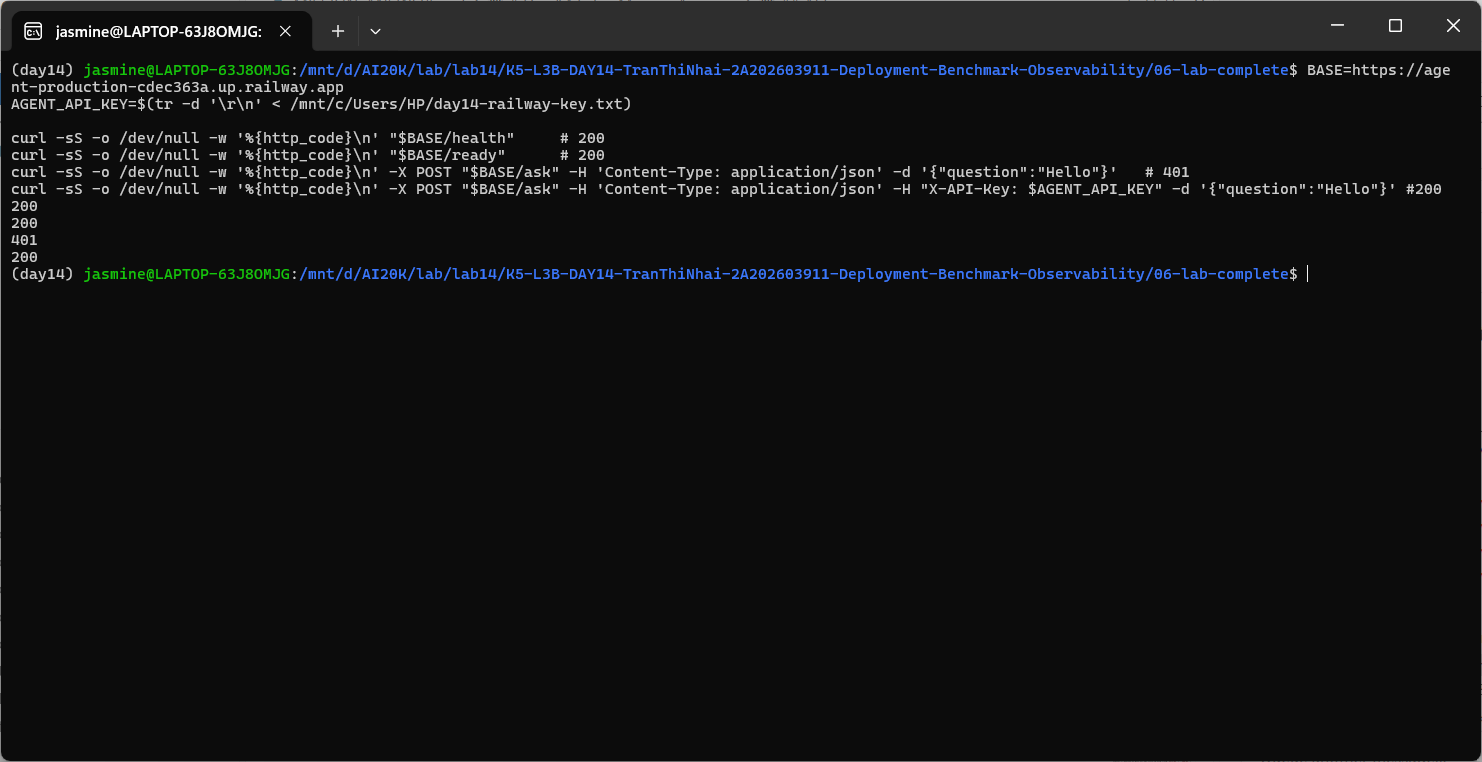 jasmine@LAPTOP-63J8OMJG:
(day14) jasmine@LAPTOP-63J8OMJG:/mnt/d/AI20K/lab/lab14/K5-L3B-DAY14-TranThiNhai-2A202603911-Deployment-Benchmark-Observability/06-lab-complete$ BASE=https://age
nt-production-cdec363a.up.railway.app
AGENT_API_KEY=$(tr -d '\r\n' < /mnt/c/Users/HP/day14-railway-key.txt)
curl -sS -o /dev/null -w '%{http_code}\n' "$BASE/health"     # 200
curl -sS -o /dev/null -w '%{http_code}\n' "$BASE/ready"      # 200
curl -sS -o /dev/null -w '%{http_code}\n' -X POST "$BASE/ask" -H 'Content-Type: application/json' -d '{"question":"Hello"}'   # 401
curl -sS -o /dev/null -w '%{http_code}\n' -X POST "$BASE/ask" -H 'Content-Type: application/json' -H "X-API-Key: $AGENT_API_KEY" -d '{"question":"Hello"}' #200
200
200
401
200
(day14) jasmine@LAPTOP-63J8OMJG:/mnt/d/AI20K/lab/lab14/K5-L3B-DAY14-TranThiNhai-2A202603911-Deployment-Benchmark-Observability/06-lab-complete$